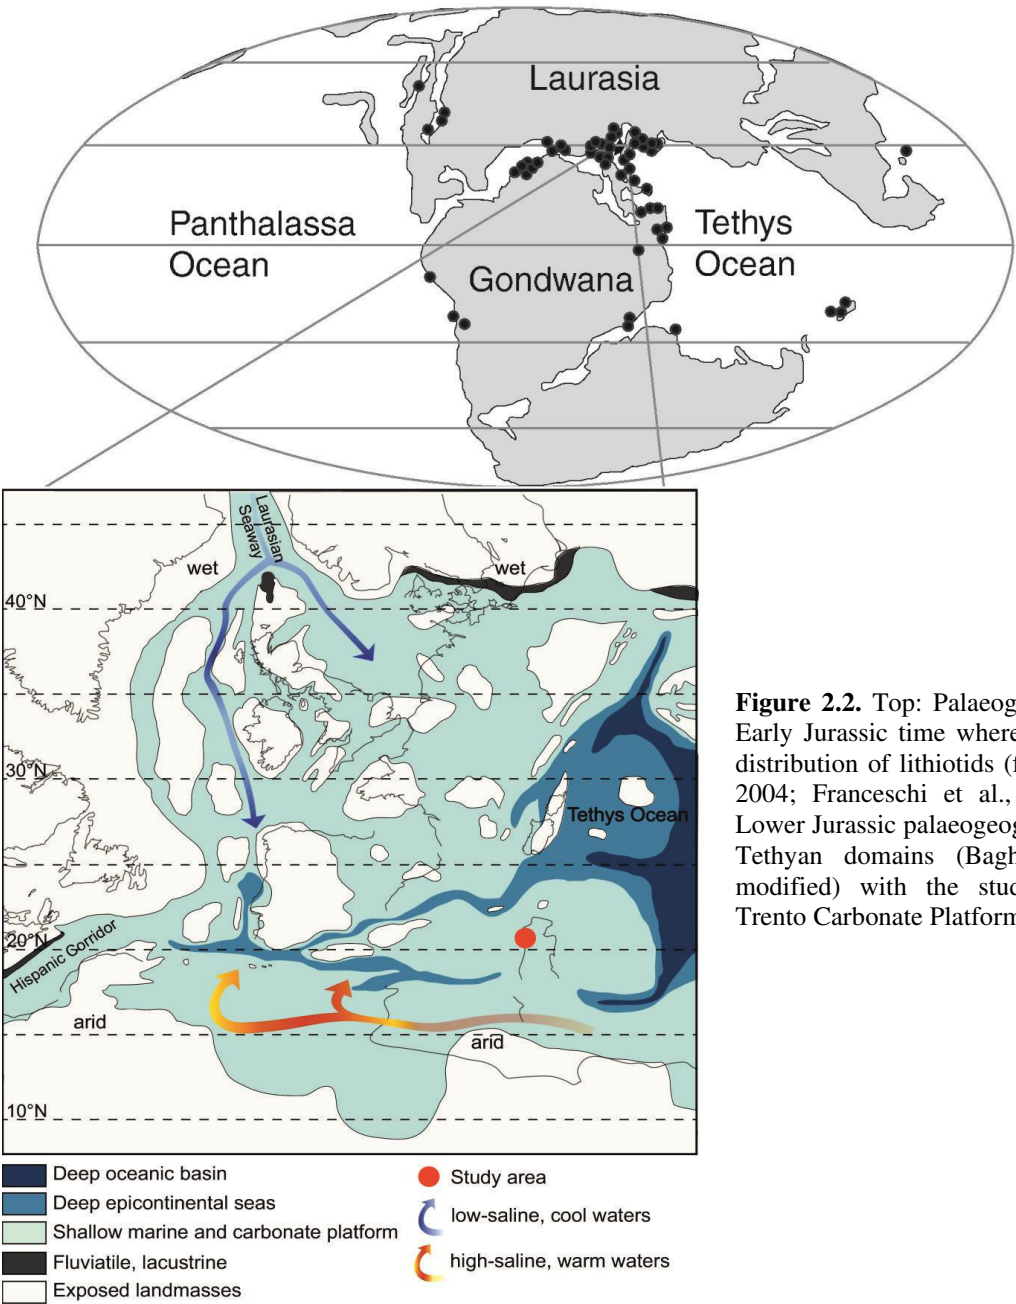 Laurasia
Panthalassa
Ocean
Tethys
Ocean
Gondwana
Laurasian
Seaway
wet
wet
40°N
30°N
Tethys Ocean
20°N
Hispanic Corridor
arid
arid
10°N
Deep oceanic basin
Deep epicontinental seas
Shallow marine and carbonate platform
Fluviatile, lacustrine
Exposed landmasses
Study area
low-saline, cool waters
high-saline, warm waters
Figure 2.2. Top: Palaeog
Early Jurassic time where
distribution of lithiotids (f
2004; Franceschi et al.,
Lower Jurassic palaeogeog
Tethyan domains (Bagh
modified) with the stud
Trento Carbonate Platform